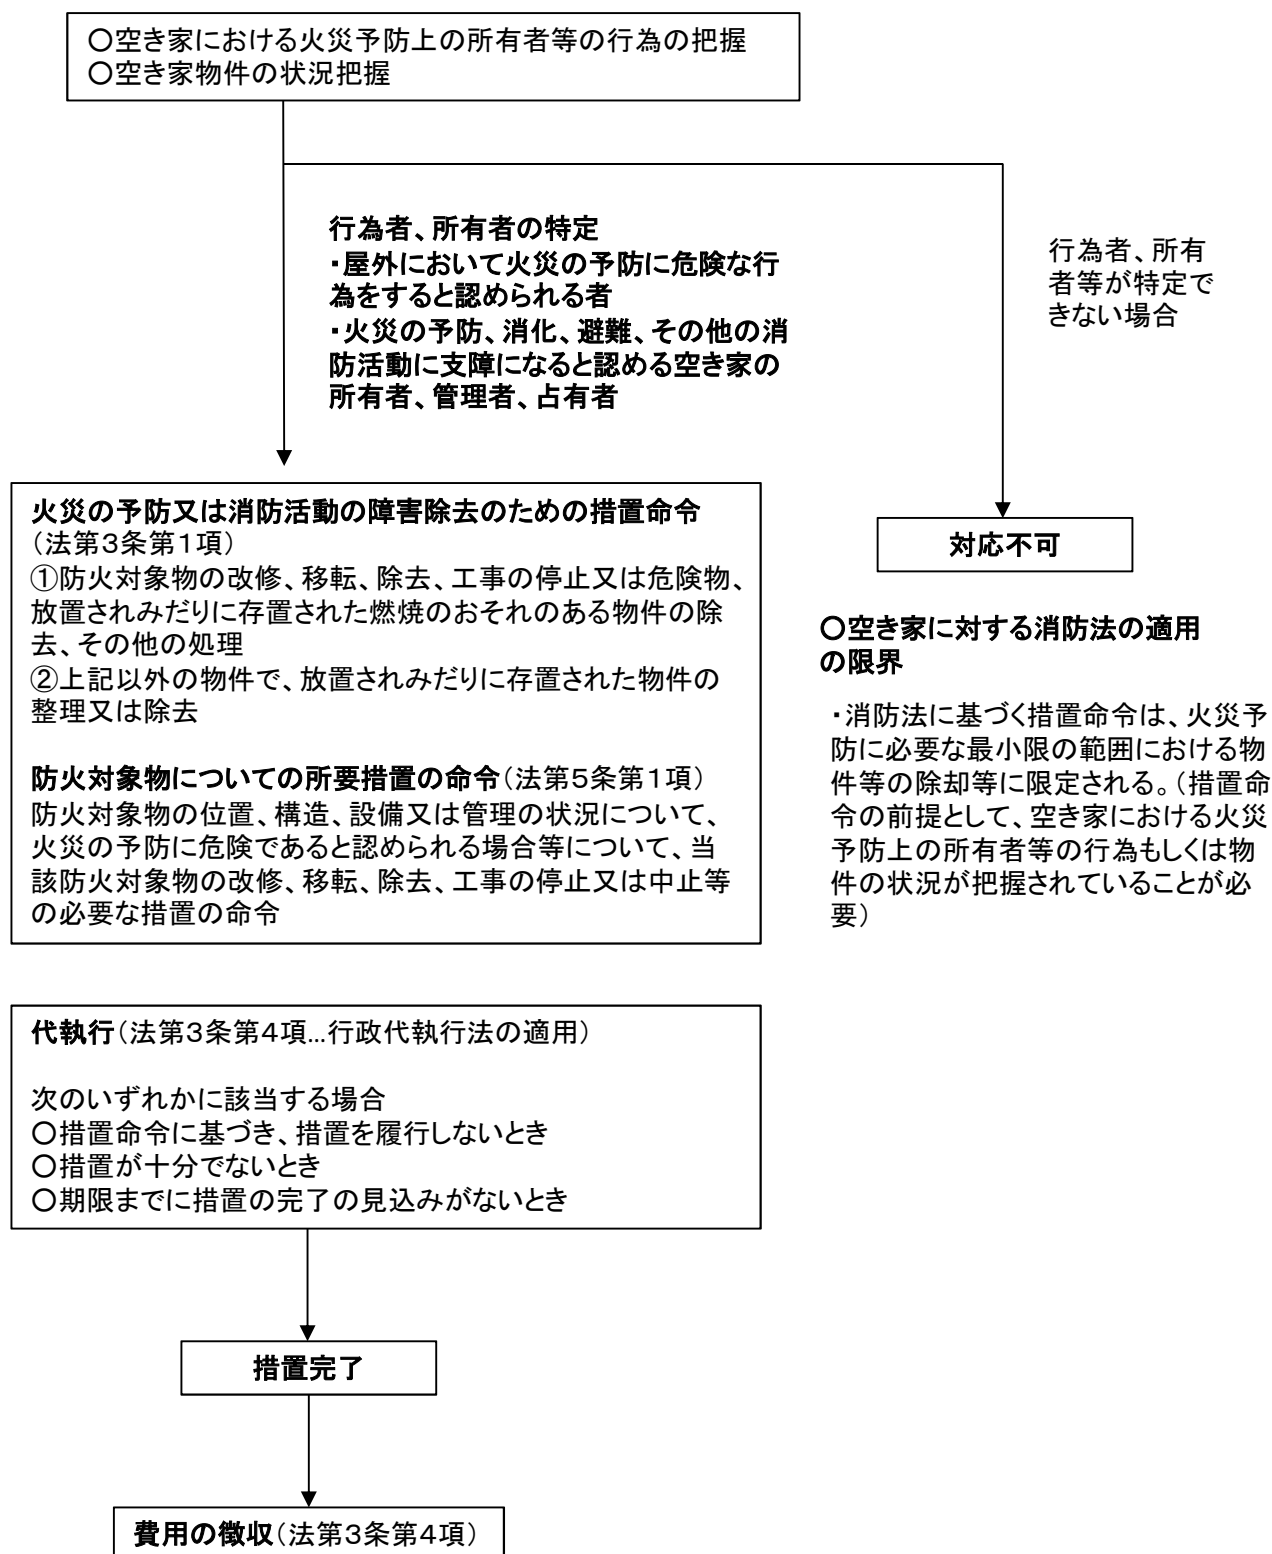 〇空き家における火災予防上の所有者等の行為の把握
〇空き家物件の状況把握
行為者、所有者の特定
・屋外において火災の予防に危険な行
為をすると認められる者
・火災の予防、消化、避難、その他の消
防活動に支障になると認める空き家の
所有者、管理者、占有者
行為者、所有
者等が特定で
きない場合
火災の予防又は消防活動の障害除去のための措置命令
（法第３条第１項）
①防火対象物の改修、移転、除去、工事の停止又は危険物、
放置されみだりに存置された燃焼のおそれのある物件の除
去、その他の処理
②上記以外の物件で、放置されみだりに存置された物件の
整理又は除去
防火対象物についての所要措置の命令（法第５条第１項）
防火対象物の位置、構造、設備又は管理の状況について、
火災の予防に危険であると認められる場合等について、当
該防火対象物の改修、移転、除去、工事の停止又は中止等
の必要な措置の命令
対応不可
〇空き家に対する消防法の適用
の限界
・消防法に基づく措置命令は、火災予
防に必要な最小限の範囲における物
件等の除却等に限定される。（措置命
令の前提として、空き家における火災
予防上の所有者等の行為もしくは物
件の状況が把握されていることが必
要）
代執行（法第３条第４項…行政代執行法の適用）
次のいずれかに該当する場合
〇措置命令に基づき、措置を履行しないとき
〇措置が十分でないとき
〇期限までに措置の完了の見込みがないとき
措置完了
費用の徴収（法第３条第４項）